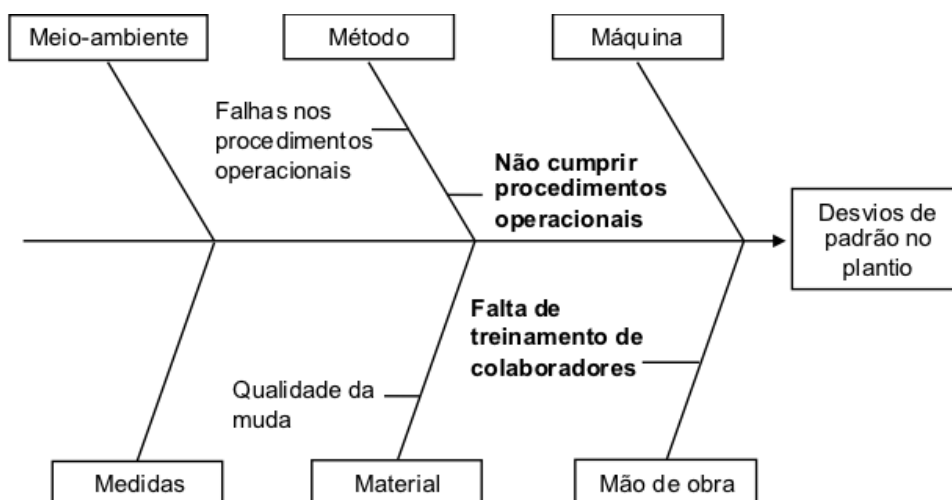 Meio-ambiente
Método
Máquina
Falhas nos
procedimentos
operacionais
Não cumprir
procedimentos
operacionais
Desvios de
padrão no
plantio
Falta de
treinamento de
colaboradores
Qualidade da
muda
Medidas
Material
Mão de obra